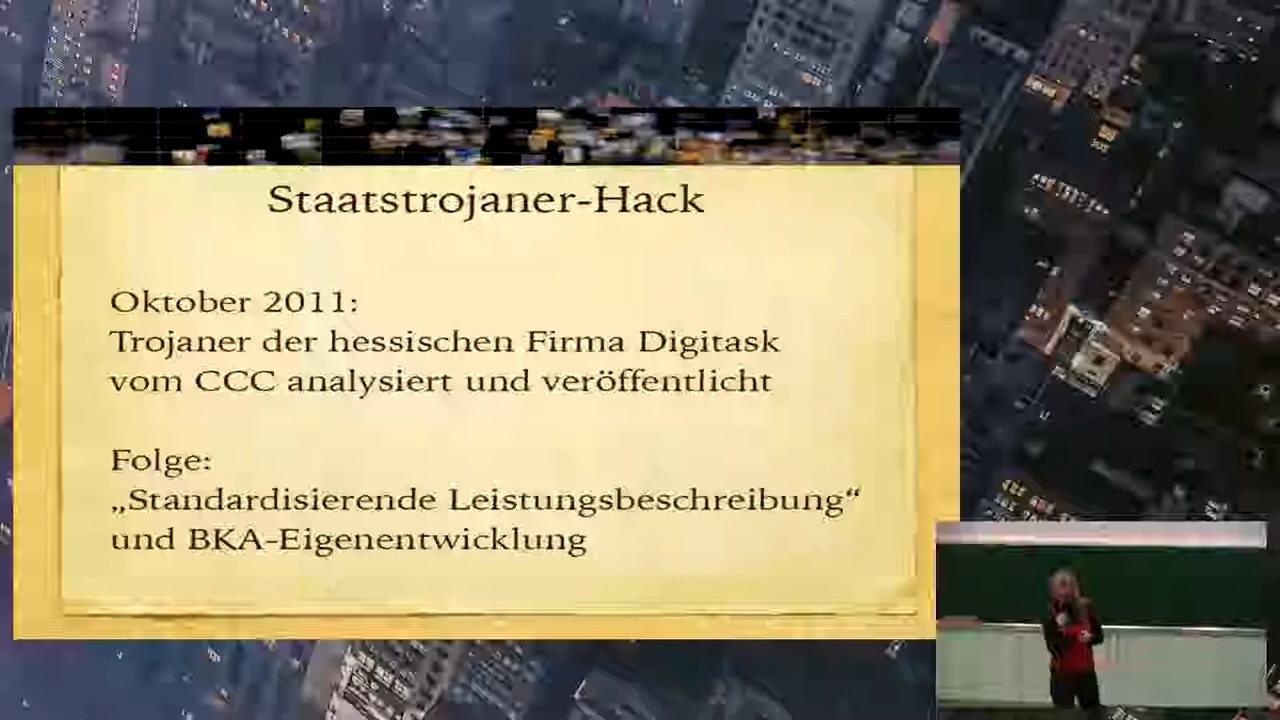 Staatstrojaner-Hack
Oktober 2011:
Trojaner der hessischen Firma Digitask
vom CCC analysiert und veröffentlicht
Folge:
„Standardisierende Leistungsbeschreibung“
und BKA-Eigenentwicklung